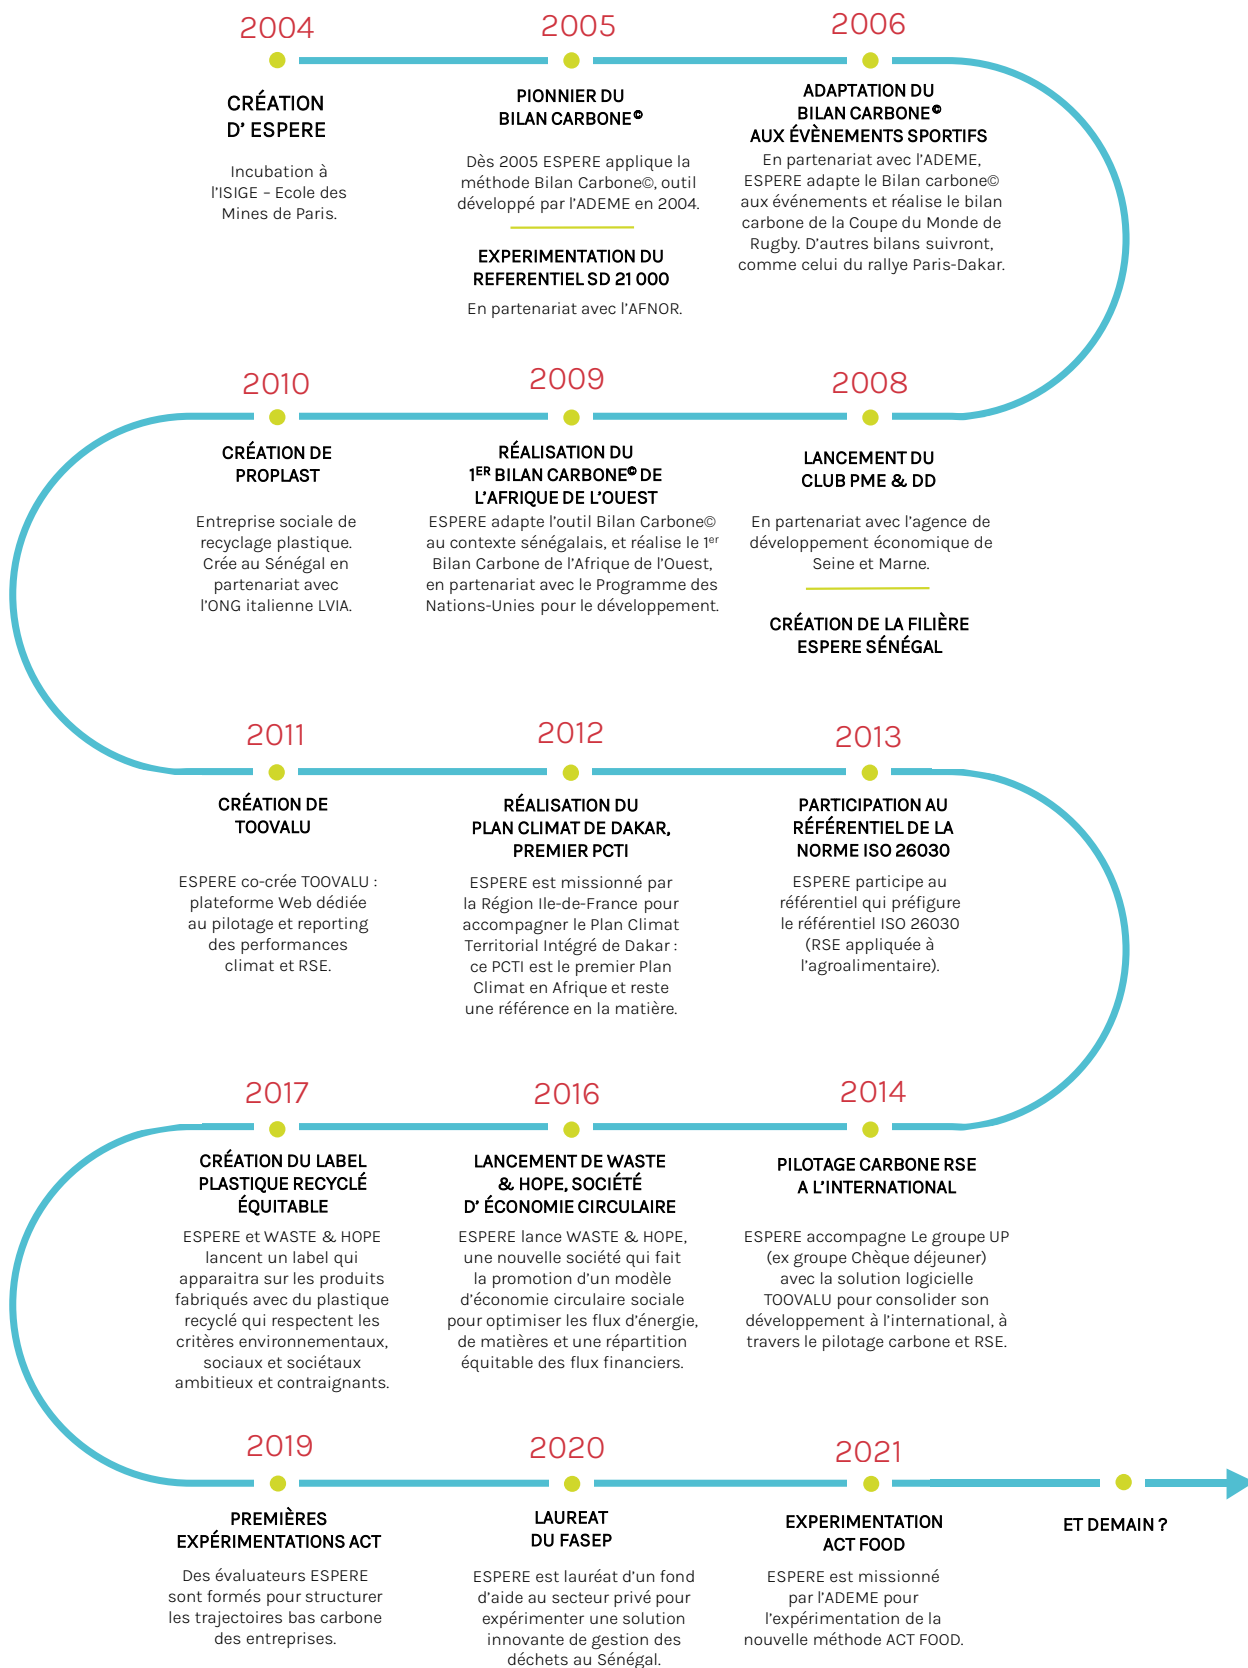 2004
CRÉATION
D' ESPERE
Incubation à
l'ISIGE – Ecole des
Mines de Paris.
2005
PIONNIER DU
BILAN CARBONE©
Dès 2005 ESPERE applique la
méthode Bilan Carbone©, outil
développé par l'ADEME en 2004.
EXPERIMENTATION DU
REFERENTIEL SD 21 000
En partenariat avec l'AFNOR.
2006
ADAPTATION DU
BILAN CARBONE©
AUX ÉVÈNEMENTS SPORTIFS
En partenariat avec l'ADEME,
ESPERE adapte le Bilan carbone©
aux événements et réalise le bilan
carbone de la Coupe du Monde de
Rugby. D'autres bilans suivront,
comme celui du rallye Paris-Dakar.
2008
LANCEMENT DU
CLUB PME & DD
En partenariat avec l'agence de
développement économique de
Seine et Marne.
CRÉATION DE LA FILIÈRE
ESPERE SÉNÉGAL
2009
RÉALISATION DU
1ER BILAN CARBONE© DE
L'AFRIQUE DE L'OUEST
ESPERE adapte l'outil Bilan Carbone©
au contexte sénégalais, et réalise le 1er
Bilan Carbone de l'Afrique de l'Ouest,
en partenariat avec le Programme des
Nations-Unies pour le développement.
2010
CRÉATION DE
PROPLAST
Entreprise sociale de
recyclage plastique.
Crée au Sénégal en
partenariat avec
l'ONG italienne LVIA.
2011
CRÉATION DE
TOOVALU
ESPERE co-crée TOOVALU :
plateforme Web dédiée
au pilotage et reporting
des performances
climat et RSE.
2012
RÉALISATION DU
PLAN CLIMAT DE DAKAR,
PREMIER PCTI
ESPERE est missionné par
la Région Ile-de-France pour
accompagner le Plan Climat
Territorial Intégré de Dakar :
ce PCTI est le premier Plan
Climat en Afrique et reste
une référence en la matière.
2013
PARTICIPATION AU
RÉFÉRENTIEL DE LA
NORME ISO 26030
ESPERE participe au
référentiel qui préfigure
le référentiel ISO 26030
(RSE appliquée à
l'agroalimentaire).
2014
PILOTAGE CARBONE RSE
A L'INTERNATIONAL
ESPERE accompagne Le groupe UP
(ex groupe Chèque déjeuner)
avec la solution logicielle
TOOVALU pour consolider son
développement à l'international, à
travers le pilotage carbone et RSE.
2016
LANCEMENT DE WASTE
& HOPE, SOCIÉTÉ
D' ÉCONOMIE CIRCULAIRE
ESPERE lance WASTE & HOPE,
une nouvelle société qui fait
la promotion d'un modèle
d'économie circulaire sociale
pour optimiser les flux d'énergie,
de matières et une répartition
équitable des flux financiers.
2017
CRÉATION DU LABEL
PLASTIQUE RECYCLÉ
ÉQUITABLE
ESPERE et WASTE & HOPE
lancent un label qui
apparaitra sur les produits
fabriqués avec du plastique
recyclé qui respectent les
critères environnementaux,
sociaux et sociétaux
ambitieux et contraignants.
2019
PREMIÈRES
EXPÉRIMENTATIONS ACT
Des évaluateurs ESPERE
sont formés pour structurer
les trajectoires bas carbone
des entreprises.
2020
LAUREAT
DU FASEP
ESPERE est lauréat d'un fond
d'aide au secteur privé pour
expérimenter une solution
innovante de gestion des
déchets au Sénégal.
2021
EXPERIMENTATION
ACT FOOD
ESPERE est missionné
par l'ADEME pour
l'expérimentation de la
nouvelle méthode ACT FOOD.
ET DEMAIN ?